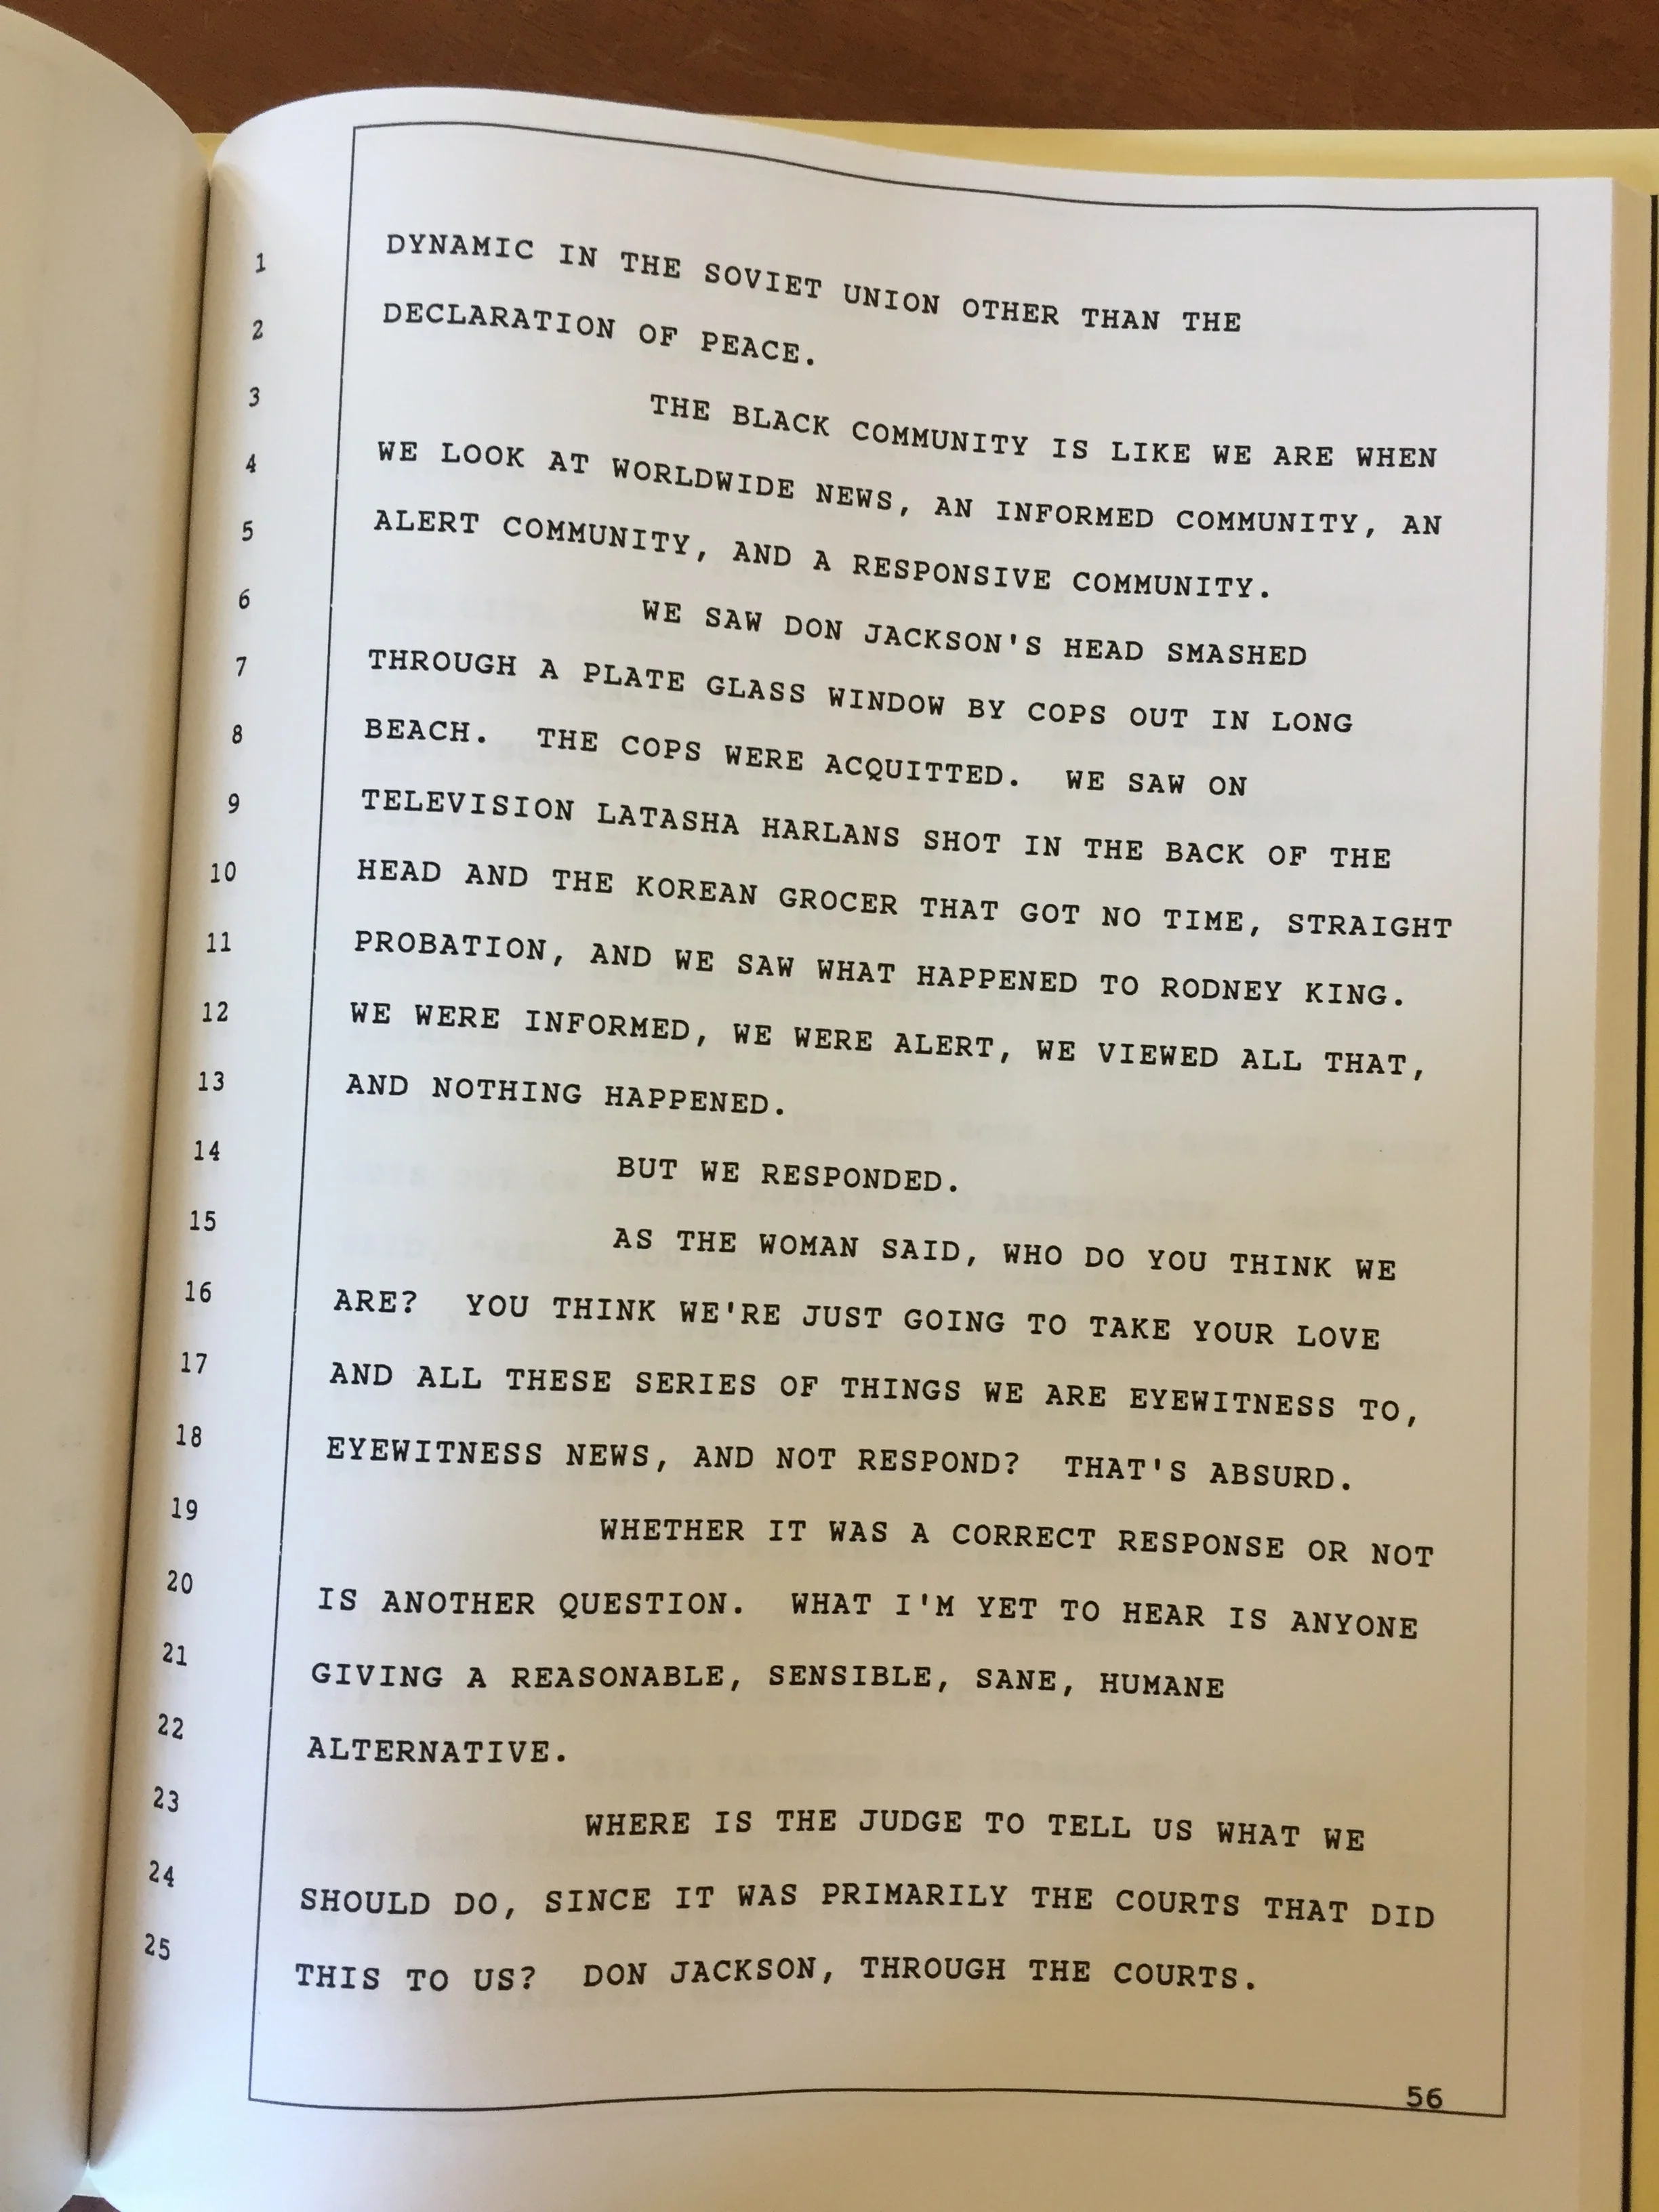 1 DYNAMIC IN THE SOVIET UNION OTHER THAN THE
2 DECLARATION OF PEACE.
3 THE BLACK COMMUNITY IS LIKE WE ARE WHEN
4 WE LOOK AT WORLDWIDE NEWS, AN INFORMED COMMUNITY, AN
5 ALERT COMMUNITY, AND A RESPONSIVE COMMUNITY.
6 WE SAW DON JACKSON'S HEAD SMASHED
7 THROUGH A PLATE GLASS WINDOW BY COPS OUT IN LONG
8 BEACH. THE COPS WERE ACQUITTED. WE SAW ON
9 TELEVISION LATASHA HARLANS SHOT IN THE BACK OF THE
10 HEAD AND THE KOREAN GROCER THAT GOT NO TIME, STRAIGHT
11 PROBATION, AND WE SAW WHAT HAPPENED TO RODNEY KING.
12 WE WERE INFORMED, WE WERE ALERT, WE VIEWED ALL THAT,
13 AND NOTHING HAPPENED.
14 BUT WE RESPONDED.
15 AS THE WOMAN SAID, WHO DO YOU THINK WE
16 ARE? YOU THINK WE'RE JUST GOING TO TAKE YOUR LOVE
17 AND ALL THESE SERIES OF THINGS WE ARE EYEWITNESS TO,
18 EYEWITNESS NEWS, AND NOT RESPOND? THAT'S ABSURD.
19 WHETHER IT WAS A CORRECT RESPONSE OR NOT
20 IS ANOTHER QUESTION. WHAT I'M YET TO HEAR IS ANYONE
21 GIVING A REASONABLE, SENSIBLE, SANE, HUMANE
22 ALTERNATIVE.
23 WHERE IS THE JUDGE TO TELL US WHAT WE
24 SHOULD DO, SINCE IT WAS PRIMARILY THE COURTS THAT DID
25 THIS TO US? DON JACKSON, THROUGH THE COURTS.
56